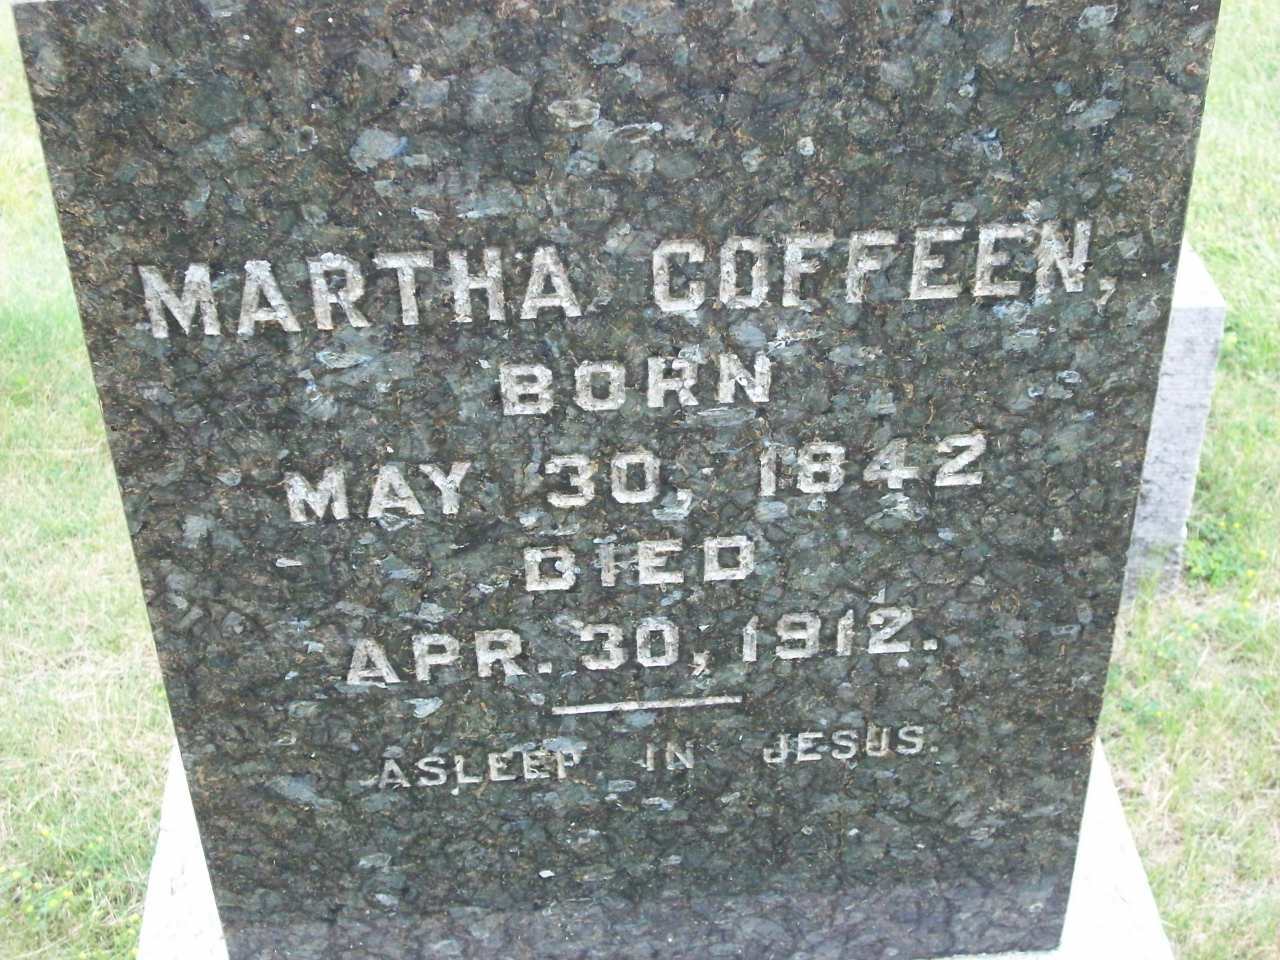 MARTHA COFFEEN,
BORN
MAY 30, 1842
DIED
APR. 30, 1912.
ASLEEP IN JESUS.